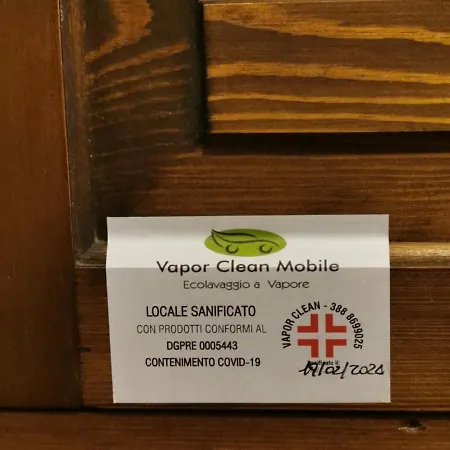 Vapor Clean Mobile
Ecolavaggio a Vapore
LOCALE SANIFICATO
CON PRODOTTI CONFORMI AL
DGPRE 0005443
CONTENIMENTO COVID-19
VAPOR CLEAN - 388 8699025